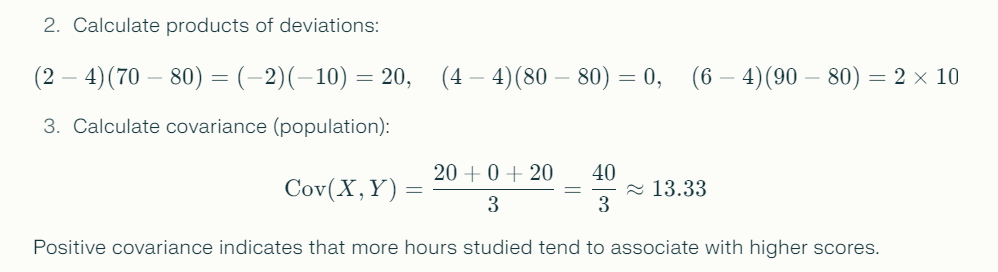 2. Calculate products of deviations:
(2 − 4)(70 − 80) = (−2)(−10) = 20, (4 − 4)(80 − 80) = 0, (6 − 4)(90 − 80) = 2 × 10
3. Calculate covariance (population):
Cov(X, Y) = \frac{20 + 0 + 20}{3} = \frac{40}{3} ≈ 13.33
Positive covariance indicates that more hours studied tend to associate with higher scores.